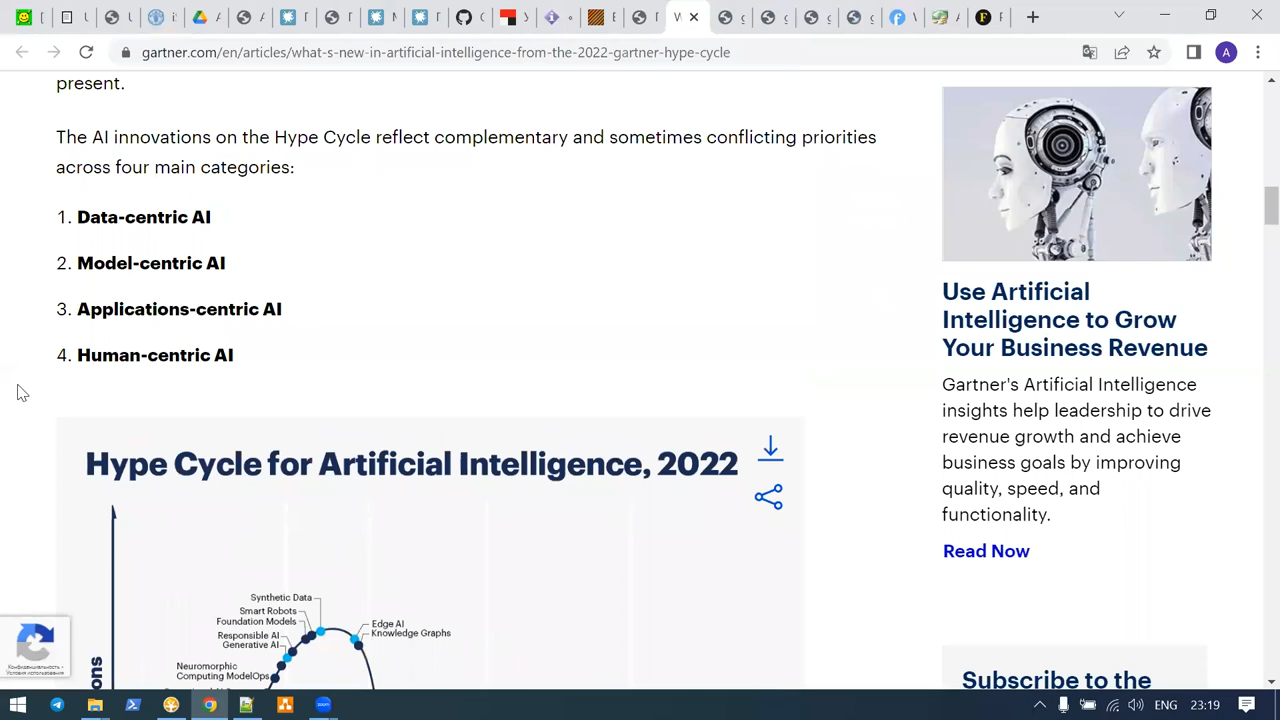 gartner.com/en/articles/what-s-new-in-artificial-intelligence-from-the-2022-gartner-hype-cycle
A
present.
The AI innovations on the Hype Cycle reflect complementary and sometimes conflicting priorities
across four main categories:
1. Data-centric AI
2. Model-centric AI
3. Applications-centric AI
4. Human-centric AI
Hype Cycle for Artificial Intelligence, 2022
Synthetic Data
Smart Robots
Foundation Models
Responsible AI
Generative AI
Neuromorphic
Computing ModelOps
Edge AI
Knowledge Graphs
Use Artificial
Intelligence to Grow
Your Business Revenue
Gartner's Artificial Intelligence
insights help leadership to drive
revenue growth and achieve
business goals by improving
quality, speed, and
functionality.
Read Now
Subscribe to the
Конфиденциальность -
Условия использования
zoom
ENG
23:19